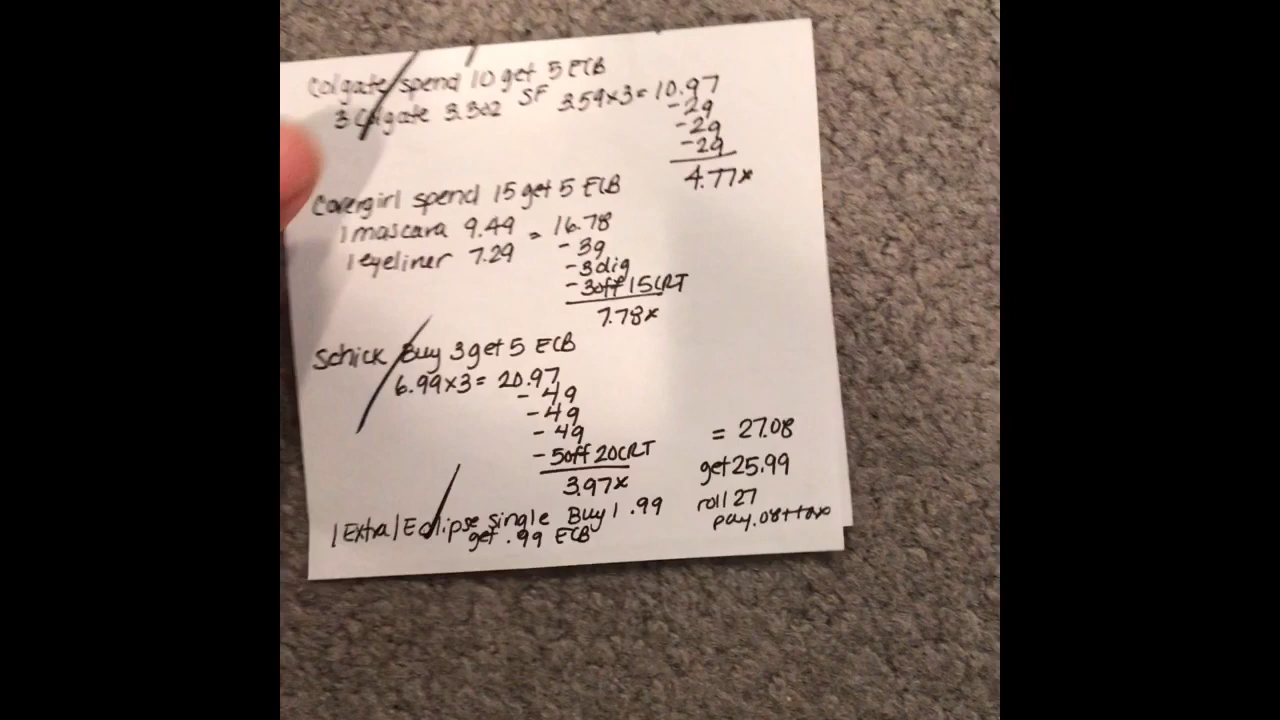 Colgate spend 10 get 5 ECB
3 Colgate 3.3oz SF 3.59x3= 10.97
-2q
-2q
-2q
4.77x
Covergirl spend 15 get 5 ECB
1 mascara 9.49 = 16.78
1 eyeliner 7.29
-3q
-3dig
-3off 15CRT
7.78x
Schick Buy 3 get 5 ECB
6.99x3= 20.97
-4q
-4q
-4q
-5off 20CRT
3.97x
1 Extra/Eclipse single Buy 1 .99
get .99 ECB
= 27.08
get 25.99
roll 27
pay .08+tax